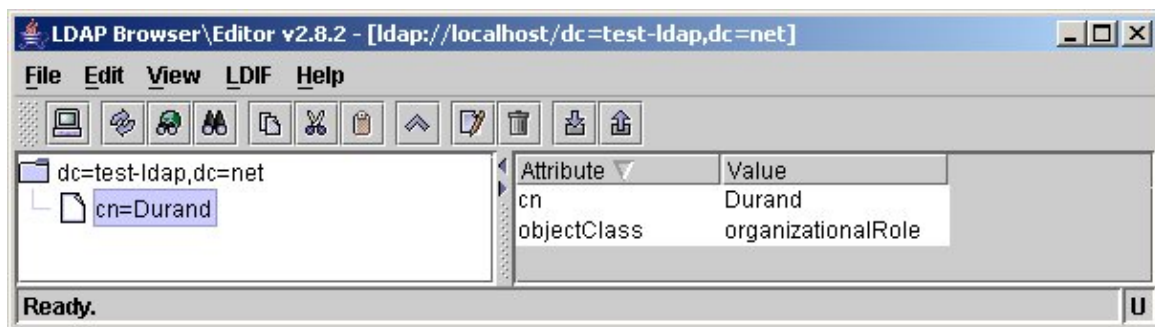 LDAP Browser\Editor v2.8.2 - [ldap://localhost/dc=test-ldap,dc=net]
File Edit View LDIF Help
dc=test-ldap,dc=net
cn=Durand
Attribute Value
cn Durand
objectClass organizationalRole
Ready. U